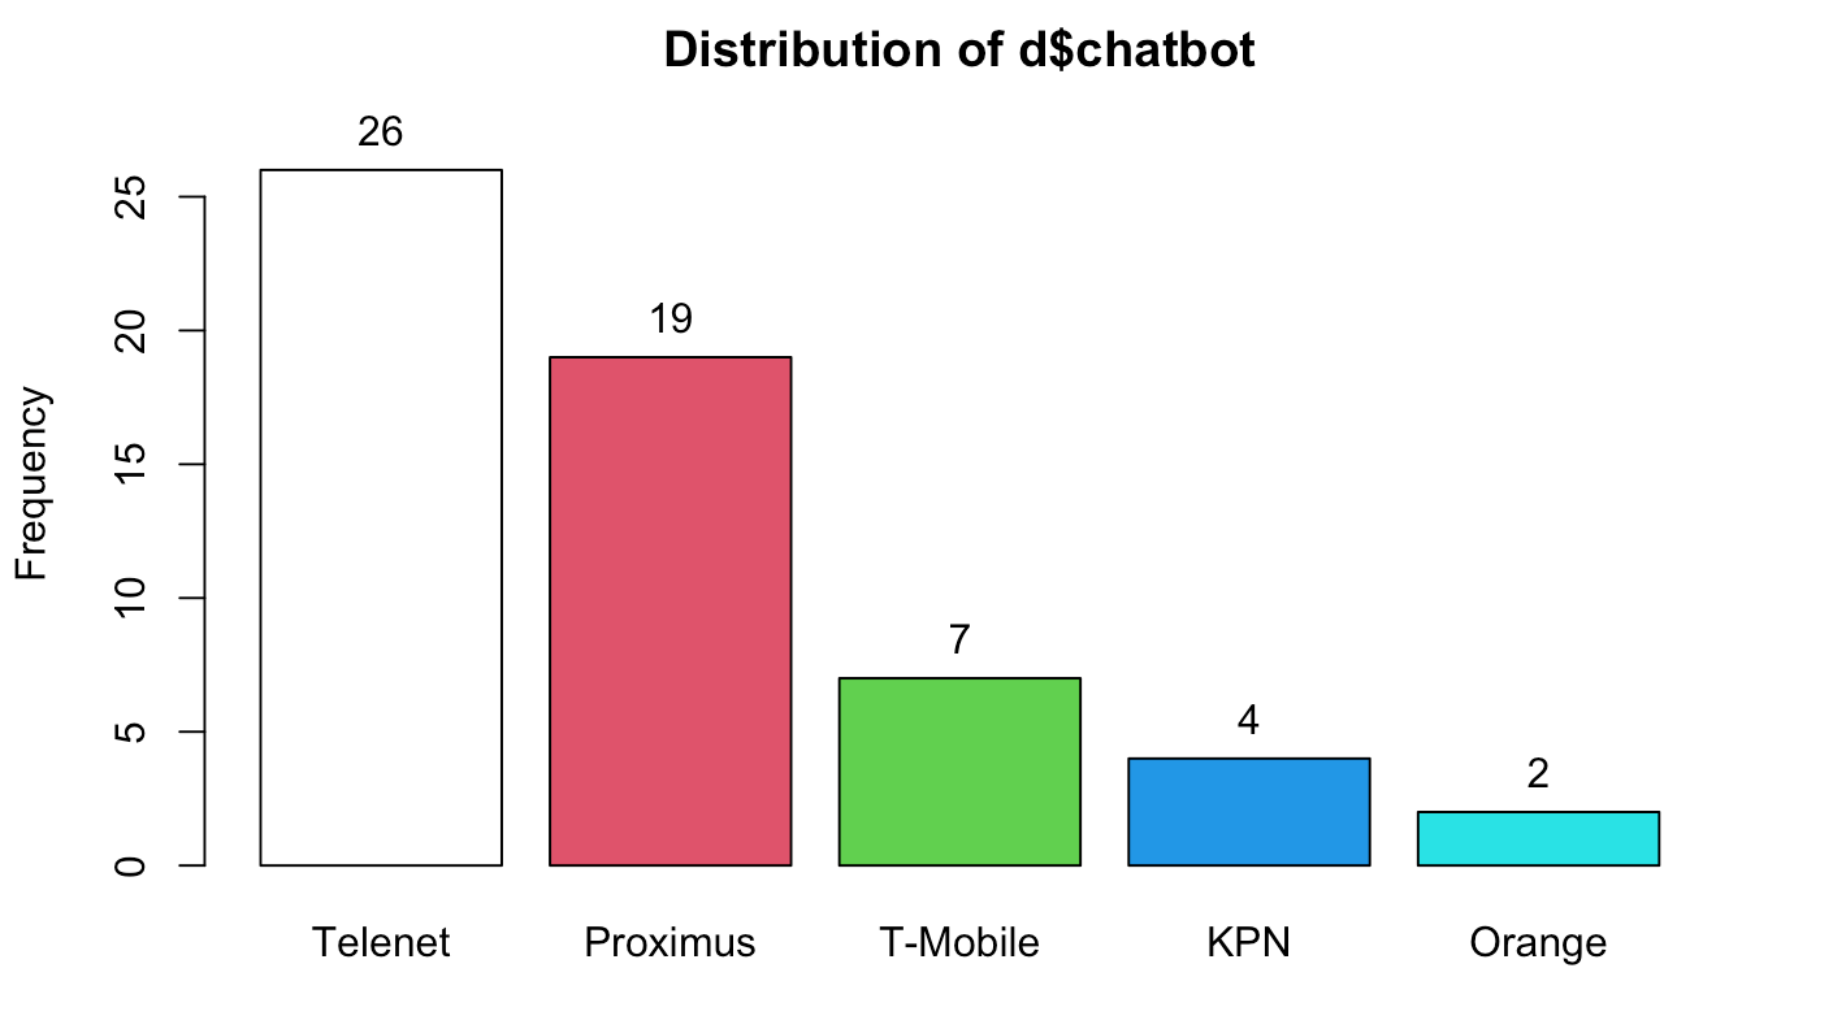 Distribution of d$chatbot
Frequency
25
20
15
10
5
0
26
19
7
4
2
Telenet
Proximus
T-Mobile
KPN
Orange